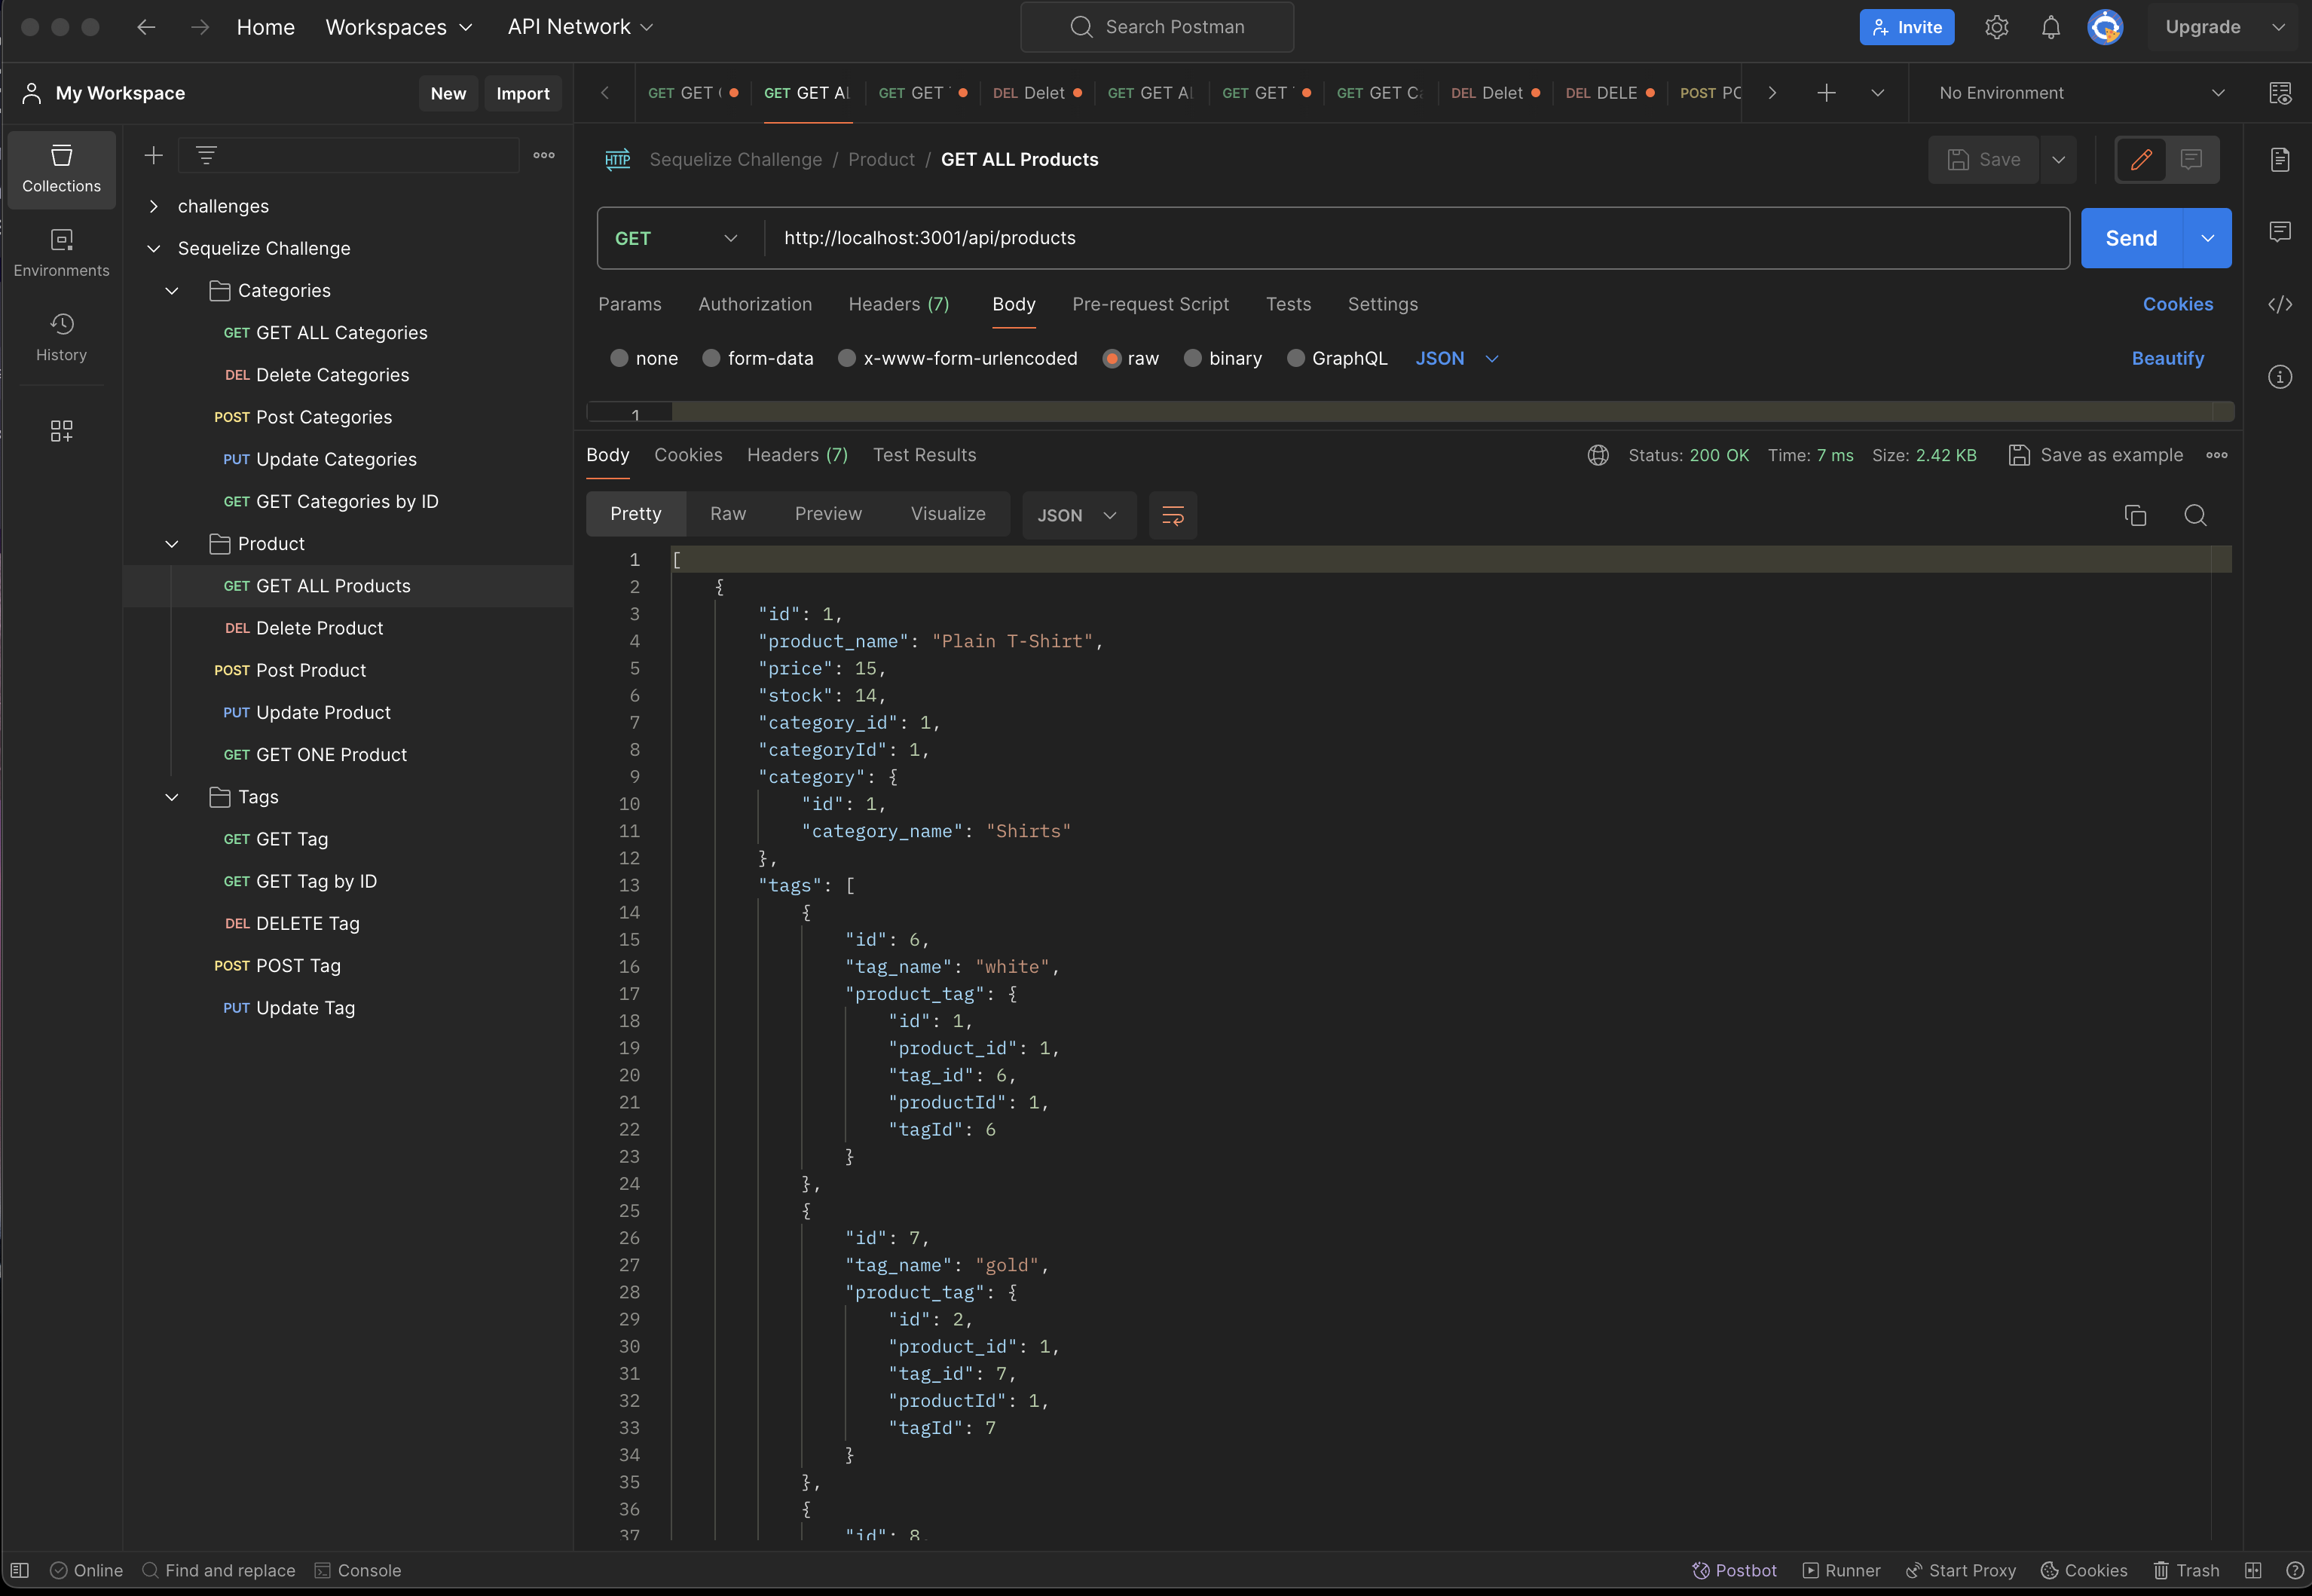 Home Workspaces API Network Search Postman Invite Upgrade
My Workspace New Import
GET GET GET GET AL GET GET DEL Delet GET GET AL GET GET GET GET Ca DEL Delet DEL DELE POST PO No Environment
Collections
Environments
History
challenges
Sequelize Challenge
Categories
GET GET ALL Categories
DEL Delete Categories
POST Post Categories
PUT Update Categories
GET GET Categories by ID
Product
GET GET ALL Products
DEL Delete Product
POST Post Product
PUT Update Product
GET GET ONE Product
Tags
GET GET Tag
GET GET Tag by ID
DEL DELETE Tag
POST POST Tag
PUT Update Tag
HTTP Sequelize Challenge / Product / GET ALL Products Save
GET http://localhost:3001/api/products Send
Params Authorization Headers (7) Body Pre-request Script Tests Settings Cookies
none form-data x-www-form-urlencoded raw binary GraphQL JSON Beautify
1
Body Cookies Headers (7) Test Results Status: 200 OK Time: 7 ms Size: 2.42 KB Save as example
Pretty Raw Preview Visualize JSON
1 [
2 {
3 "id": 1,
4 "product_name": "Plain T-Shirt",
5 "price": 15,
6 "stock": 14,
7 "category_id": 1,
8 "categoryId": 1,
9 "category": {
10 "id": 1,
11 "category_name": "Shirts"
12 },
13 "tags": [
14 {
15 "id": 6,
16 "tag_name": "white",
17 "product_tag": {
18 "id": 1,
19 "product_id": 1,
20 "tag_id": 6,
21 "productId": 1,
22 "tagId": 6
23 }
24 },
25 {
26 "id": 7,
27 "tag_name": "gold",
28 "product_tag": {
29 "id": 2,
30 "product_id": 1,
31 "tag_id": 7,
32 "productId": 1,
33 "tagId": 7
34 }
35 },
36 {
37 "id": 8,
Online Find and replace Console Postbot Runner Start Proxy Cookies Trash